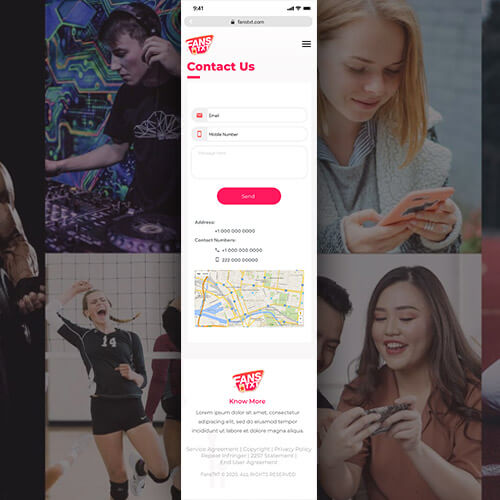 9:41
fanstxt.com
FANS
TXT
Contact Us
Email
Mobile Number
Message Here
Send
Address:
+1 000 000 0000
Contact Numbers:
+1 000 000 0000
222 000 00000
FANS
TXT
Know More
Lorem ipsum dolor sit amet, consectetur
adipiscing elit, sed do eiusmod tempor
incididunt ut labore et dolore magna aliqua.
Service Agreement | Copyright | Privacy Policy
Repeat Infringer | 2257 Statement |
End User Agreement
FansTXT © 2020. ALL RIGHTS RESERVED